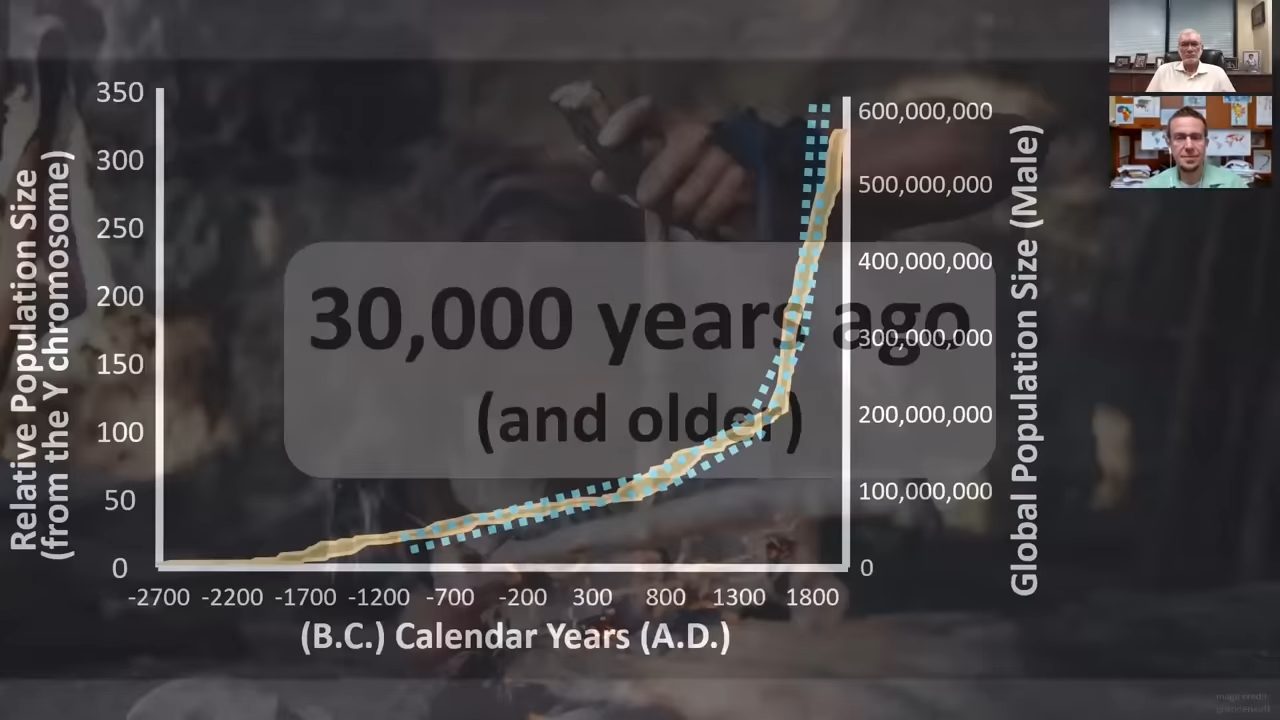 350
300
250
200
150
100
50
0
Relative Population Size
(from the Y chromosome)
30,000 years ago
(and older)
600,000,000
500,000,000
400,000,000
300,000,000
200,000,000
100,000,000
0
Global Population Size (Male)
-2700 -2200 -1700 -1200 -700 -200 300 800 1300 1800
(B.C.) Calendar Years (A.D.)